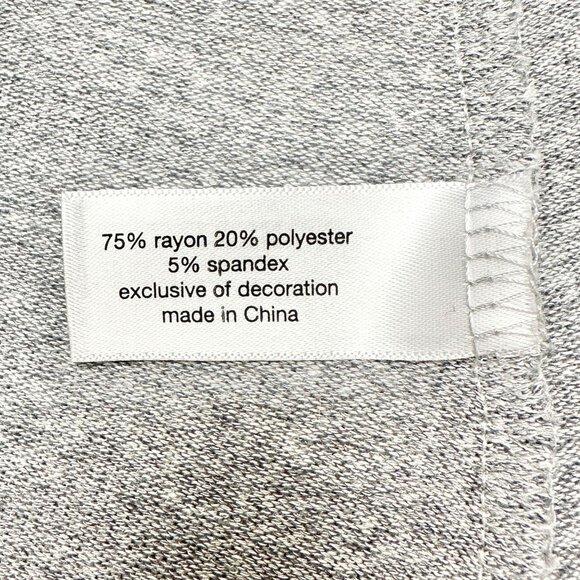 75% rayon 20% polyester
5% spandex
exclusive of decoration
made in China